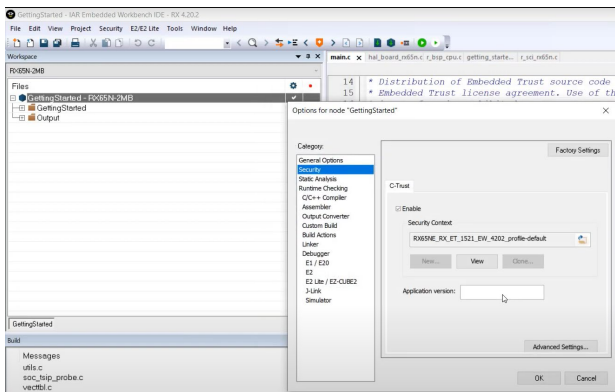 GettingStarted - IAR Embedded Workbench IDE - RX 4.20.2
File Edit View Project Security E2/E2 Lite Tools Window Help
Workspace
main.c hal_board_rx65n.c r_bsp_cpu.c getting_starte... r_sci_rx65n.c
RX65N-2MB
Files
GettingStarted - RX65N-2MB
GettingStarted
Output
14 * Distribution of Embedded Trust source code
15 * Embedded Trust license agreement. Use of th
Options for node "GettingStarted"
Category:
General Options
Security
Static Analysis
Runtime Checking
C/C++ Compiler
Assembler
Output Converter
Custom Build
Build Actions
Linker
Debugger
E1 / E20
E2
E2 Lite / EZ-CUBE2
J-Link
Simulator
Factory Settings
C-Trust
Enable
Security Context
RX65NE_RX_ET_1521_EW_4202_profile-default
New... View Clone...
Application version:
Advanced Settings...
OK Cancel
GettingStarted
Build
Messages
utils.c
soc_tsip_probe.c
vecttbl.c